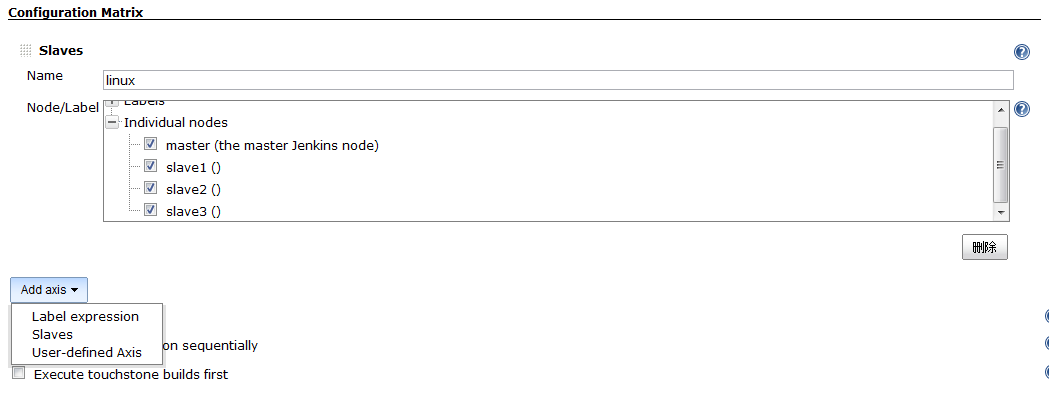 Configuration Matrix
Slaves
Name
linux
Node/Label
Labels
Individual nodes
master (the master Jenkins node)
slave1 ()
slave2 ()
slave3 ()
删除
Add axis
Label expression
Slaves
User-defined Axis
on sequentially
Execute touchstone builds first